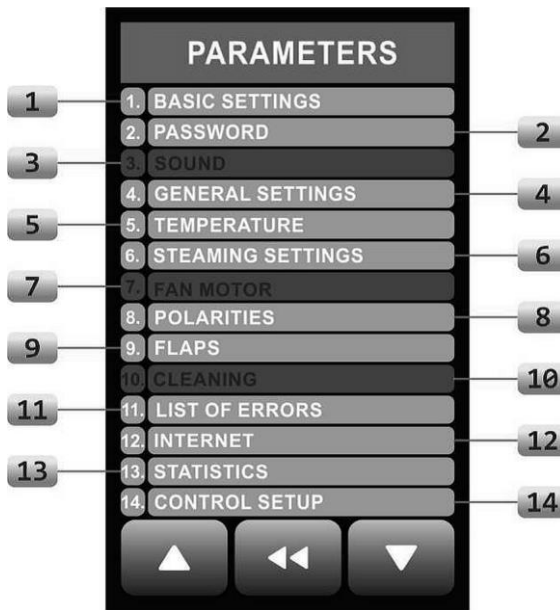 PARAMETERS
1 1. BASIC SETTINGS
2. PASSWORD 2
3 3. SOUND
4. GENERAL SETTINGS 4
5 5. TEMPERATURE
6. STEAMING SETTINGS 6
7 7. FAN MOTOR
8. POLARITIES 8
9 9. FLAPS
10. CLEANING 10
11 11. LIST OF ERRORS
12. INTERNET 12
13 13. STATISTICS
14. CONTROL SETUP 14